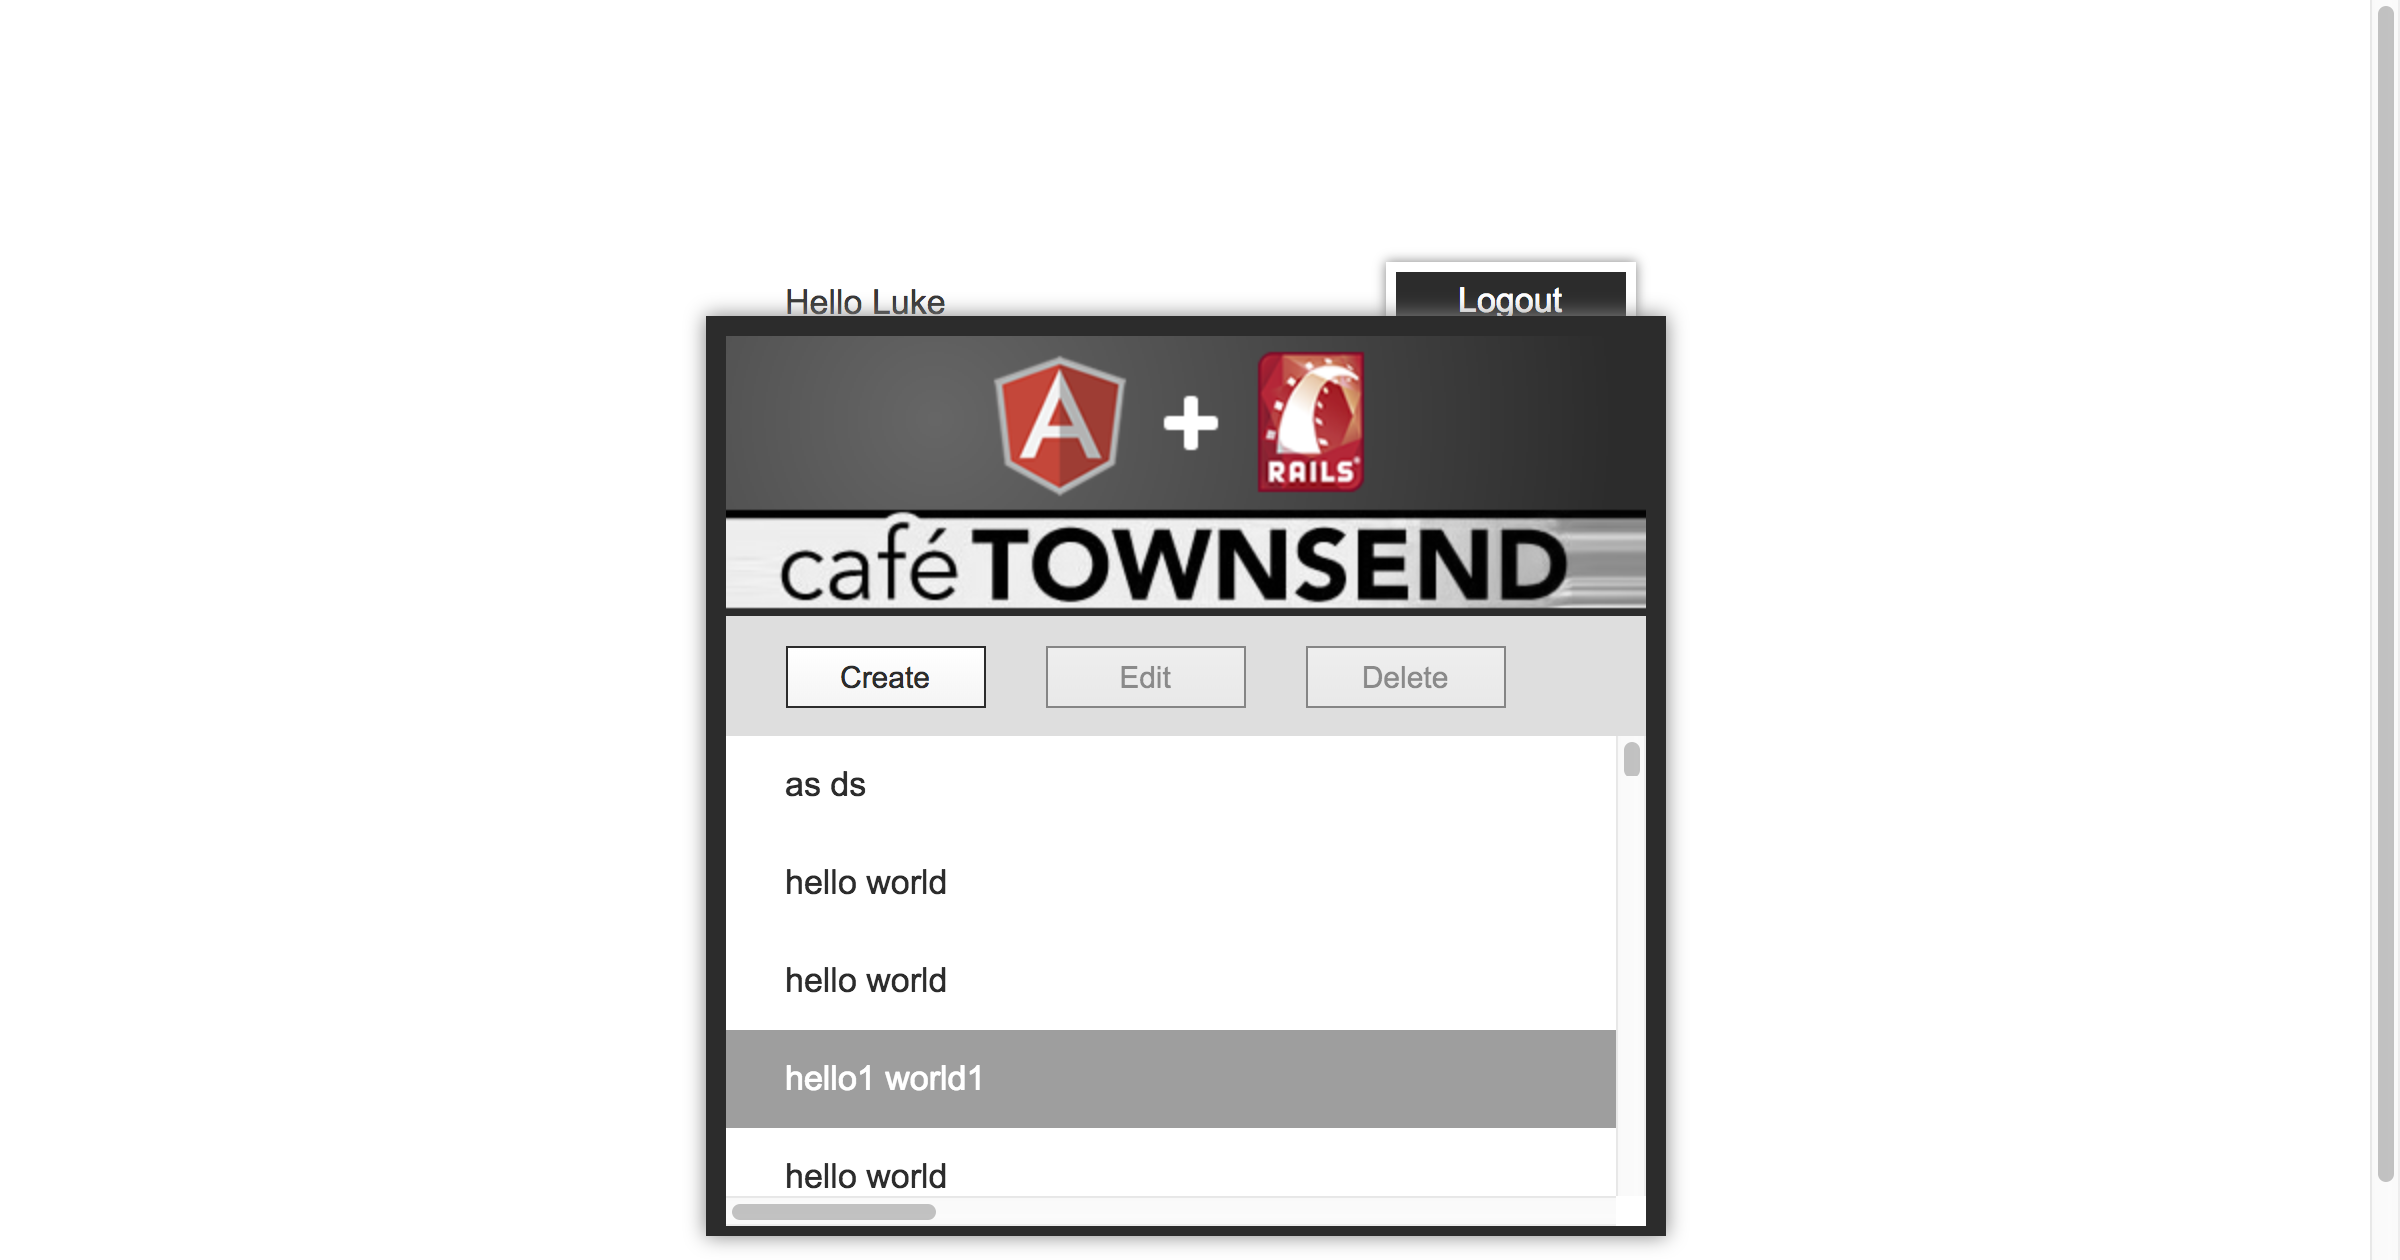 Hello Luke
Logout
A
RAILS
café TOWNSEND
Create
Edit
Delete
as ds
hello world
hello world
hello1 world1
hello world